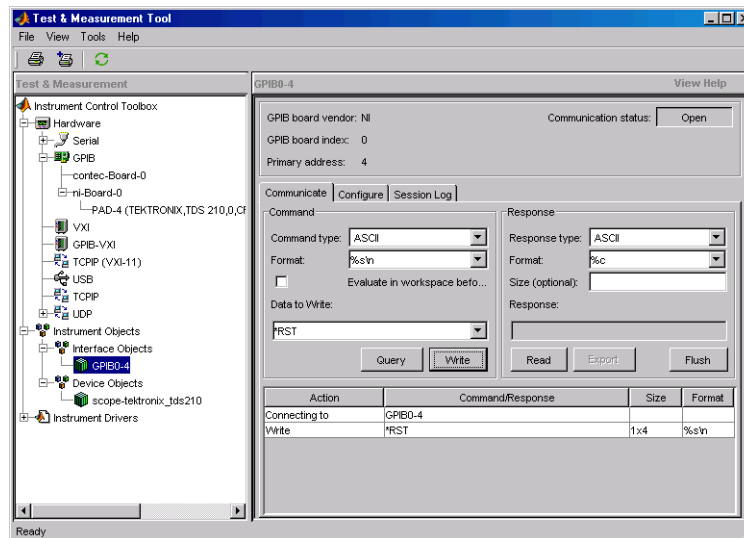 Test & Measurement Tool
File View Tools Help
Test & Measurement
Instrument Control Toolbox
Hardware
Serial
GPIB
contec-Board-0
ni-Board-0
PAD-4 (TEKTRONIX,TDS 210,0,CF
VXI
GPIB-VXI
TCPIP (VXI-11)
USB
TCPIP
UDP
Instrument Objects
Interface Objects
GPIB0-4
Device Objects
scope-tektronix_tds210
Instrument Drivers
GPIB0-4 View Help
GPIB board vendor: NI Communication status: Open
GPIB board index: 0
Primary address: 4
Communicate Configure Session Log
Command
Command type: ASCII
Format: %s\n
Evaluate in workspace befo...
Data to Write:
*RST
Query Write
Response
Response type: ASCII
Format: %c
Size (optional):
Response:
Read Export Flush
Action Command/Response Size Format
Connecting to GPIB0-4
Write *RST 1x4 %s\n
Ready